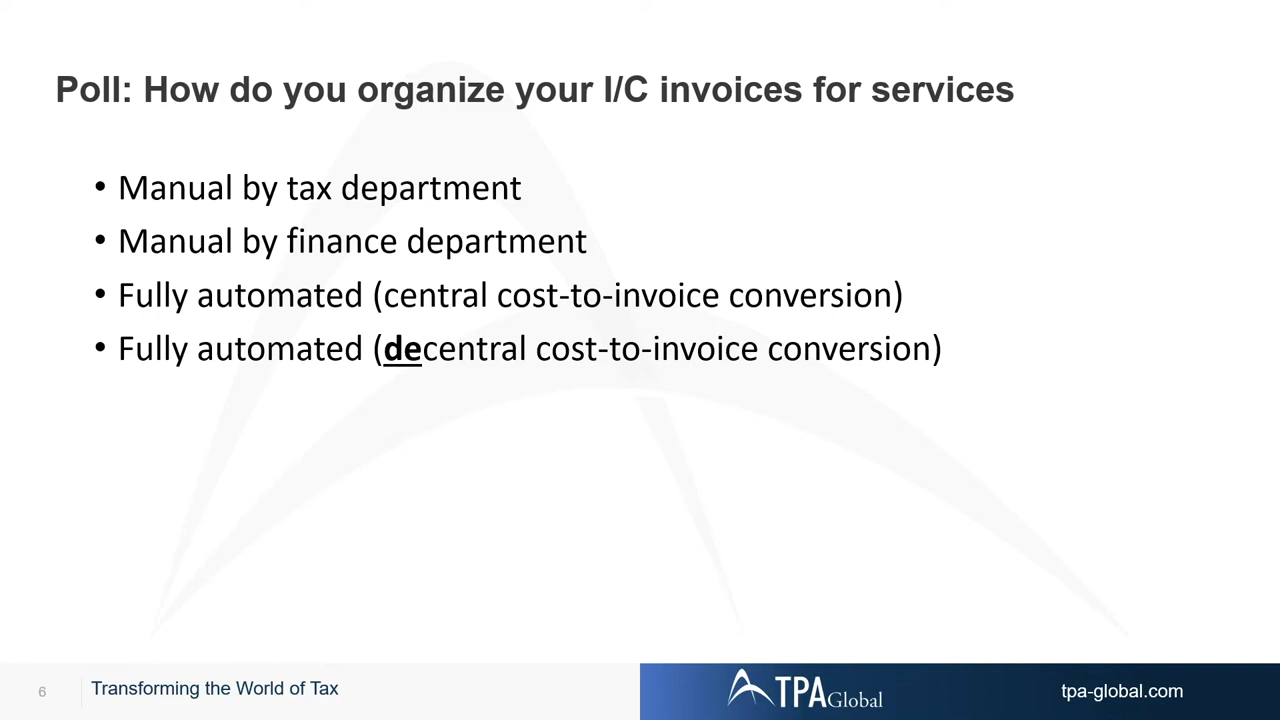 Poll: How do you organize your I/C invoices for services
• Manual by tax department
• Manual by finance department
• Fully automated (central cost-to-invoice conversion)
• Fully automated (decentral cost-to-invoice conversion)
6
Transforming the World of Tax
TPA Global
tpa-global.com